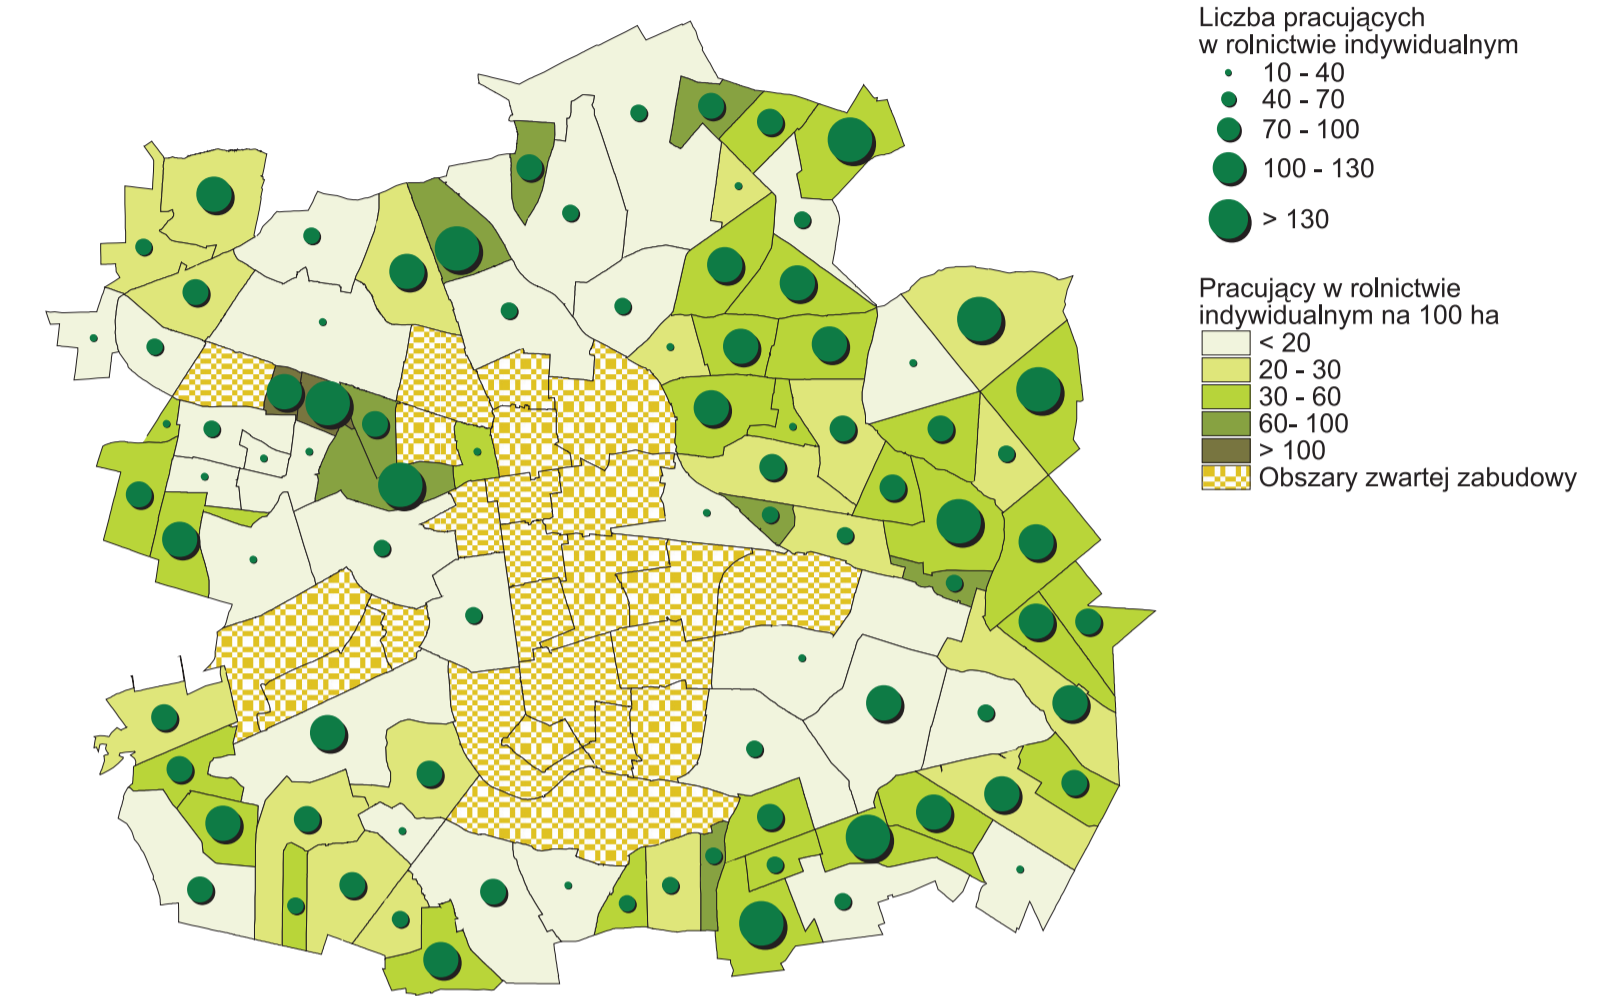 Liczba pracujących
w rolnictwie indywidualnym
10 - 40
40 - 70
70 - 100
100 - 130
> 130
Pracujący w rolnictwie
indywidualnym na 100 ha
< 20
20 - 30
30 - 60
60- 100
> 100
Obszary zwartej zabudowy